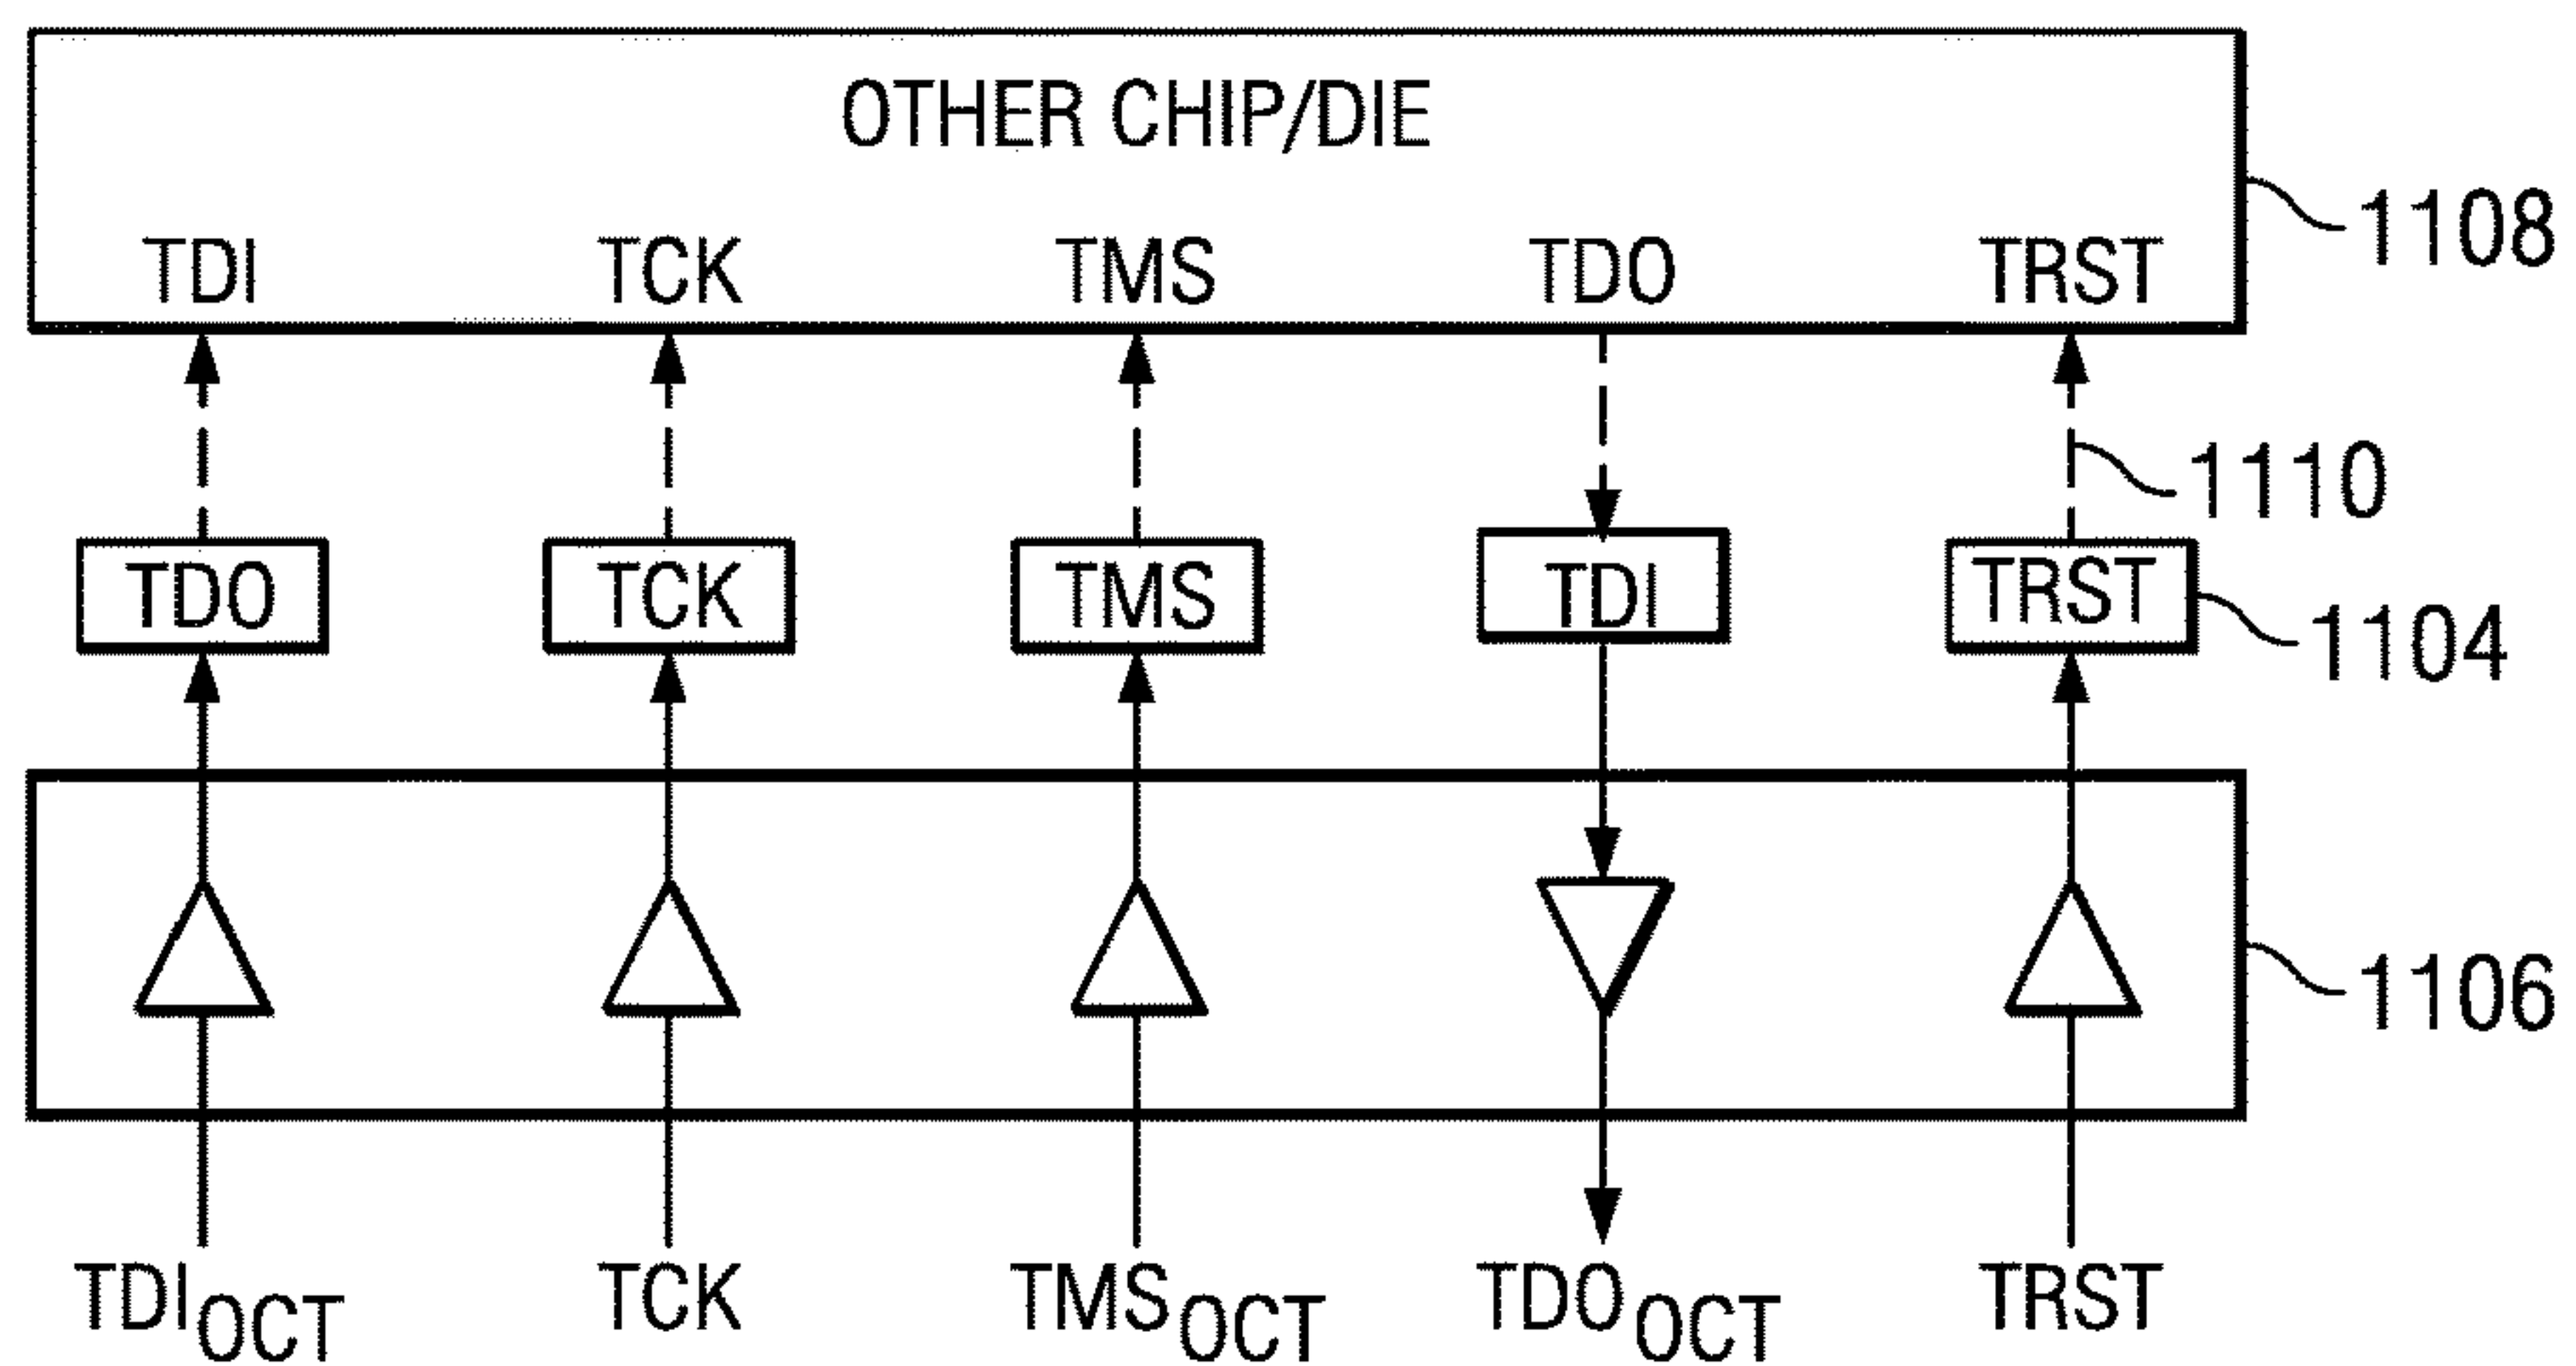 OTHER CHIP/DIE
1108
TDI TCK TMS TDO TRST
1110
TDO TCK TMS TDI TRST
1104
1106
TDIOCT TCK TMSOCT TDOOCT TRST